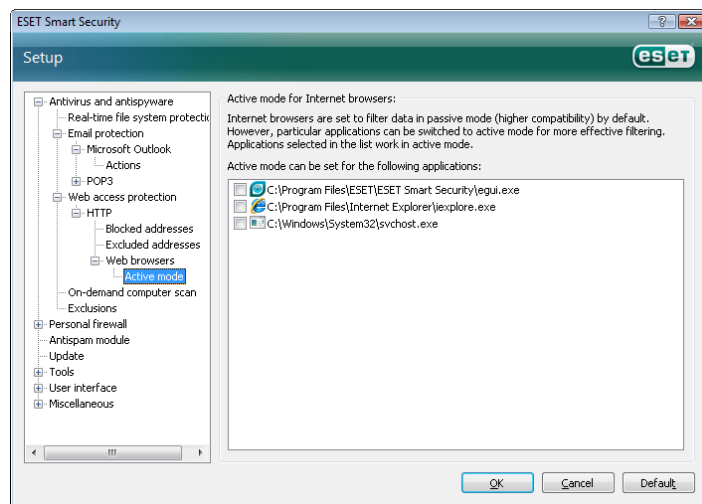 ESET Smart Security
Setup
eset
Antivirus and antispyware
Real-time file system protectic
Email protection
Microsoft Outlook
Actions
POP3
Web access protection
HTTP
Blocked addresses
Excluded addresses
Web browsers
Active mode
On-demand computer scan
Exclusions
Personal firewall
Antispam module
Update
Tools
User interface
Miscellaneous
Active mode for Internet browsers:
Internet browsers are set to filter data in passive mode (higher compatibility) by default.
However, particular applications can be switched to active mode for more effective filtering.
Applications selected in the list work in active mode.
Active mode can be set for the following applications:
C:\Program Files\ESET\ESET Smart Security\egui.exe
C:\Program Files\Internet Explorer\iexplore.exe
C:\Windows\System32\svchost.exe
OK Cancel Default